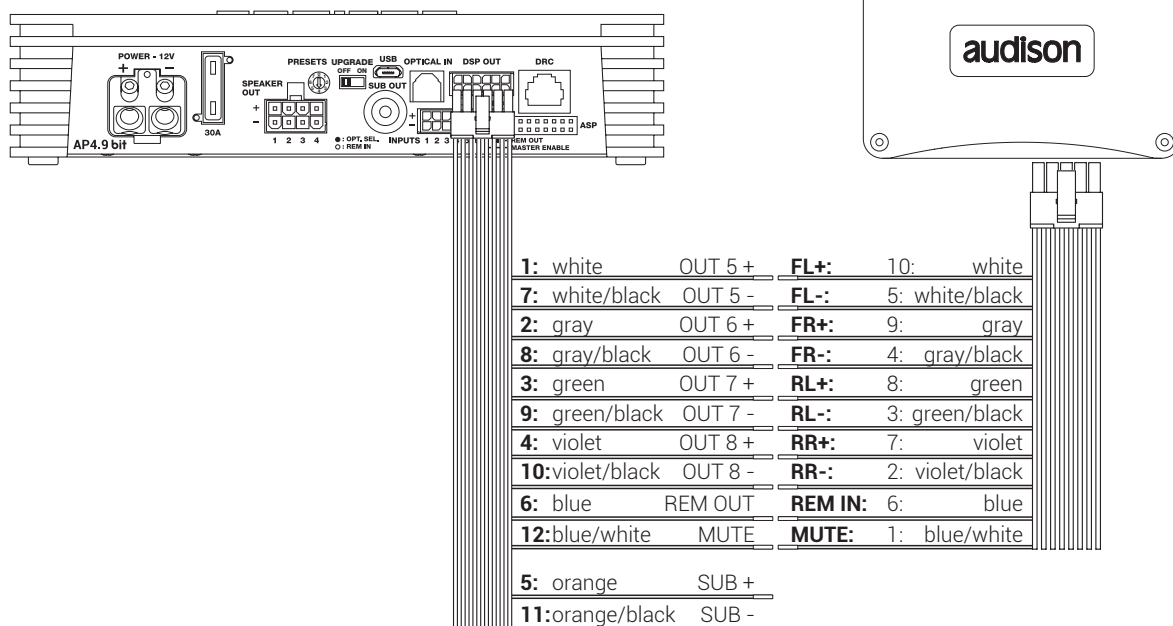 audison
POWER - 12V
+ -
30A
PRESETS UPGRADE USB OPTICAL IN DSP OUT DRC
OFF ON
SPEAKER OUT
SUB OUT
+
-
+
-
ASP
1 2 3 4
● : OPT. SEL. INPUTS 1 2 3 REM OUT
○ : REM IN MASTER ENABLE
AP4.9 bit
1: white OUT 5 + FL+: 10: white
7: white/black OUT 5 - FL-: 5: white/black
2: gray OUT 6 + FR+: 9: gray
8: gray/black OUT 6 - FR-: 4: gray/black
3: green OUT 7 + RL+: 8: green
9: green/black OUT 7 - RL-: 3: green/black
4: violet OUT 8 + RR+: 7: violet
10: violet/black OUT 8 - RR-: 2: violet/black
6: blue REM OUT REM IN: 6: blue
12: blue/white MUTE MUTE: 1: blue/white
5: orange SUB +
11: orange/black SUB -